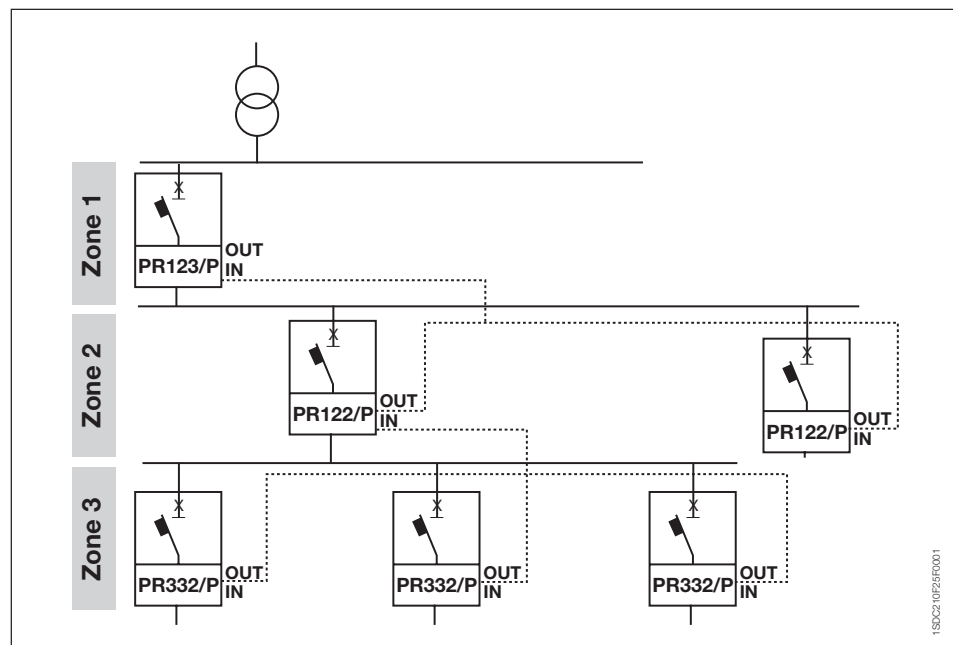 Zone 1
OUT
IN
PR123/P
Zone 2
OUT
IN
PR122/P
OUT
IN
PR122/P
Zone 3
OUT
IN
PR332/P
OUT
IN
PR332/P
OUT
IN
PR332/P
1SDC210F25F0001